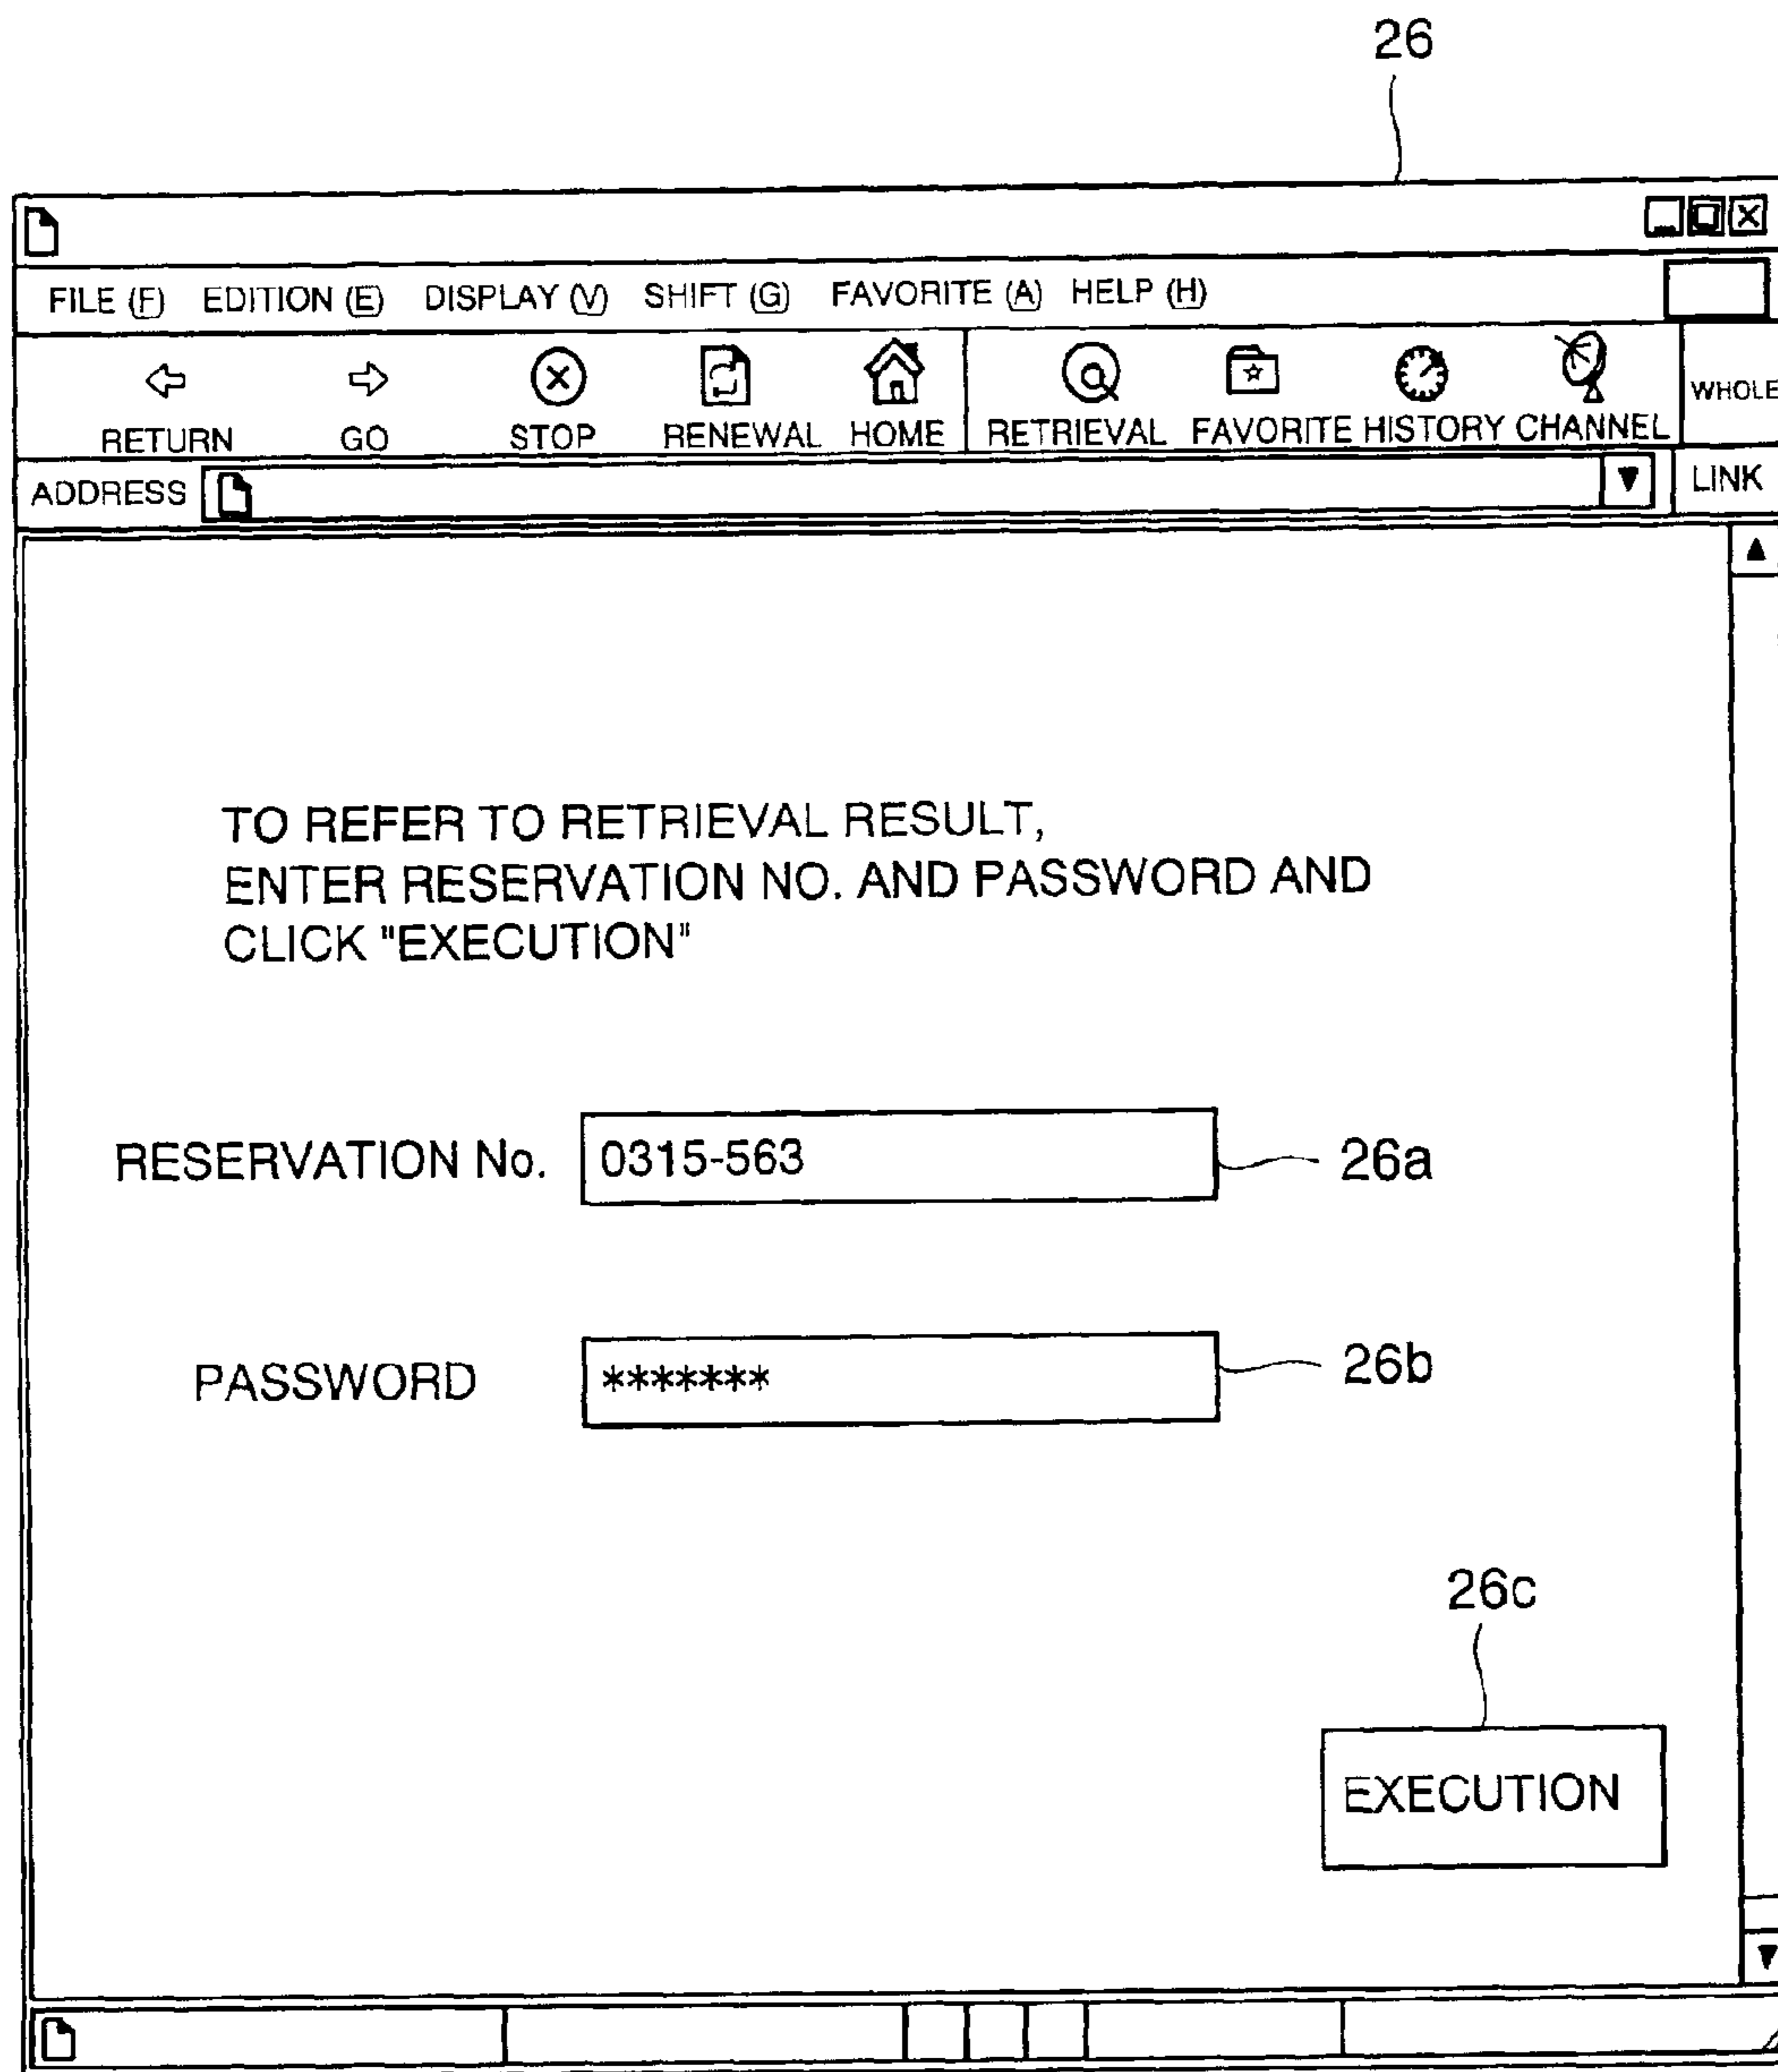 26
FILE (F) EDITION (E) DISPLAY (V) SHIFT (G) FAVORITE (A) HELP (H)
RETURN GO STOP RENEWAL HOME RETRIEVAL FAVORITE HISTORY CHANNEL WHOLE
ADDRESS LINK
TO REFER TO RETRIEVAL RESULT,
ENTER RESERVATION NO. AND PASSWORD AND
CLICK "EXECUTION"
RESERVATION No. 0315-563 26a
PASSWORD ******* 26b
26c
EXECUTION